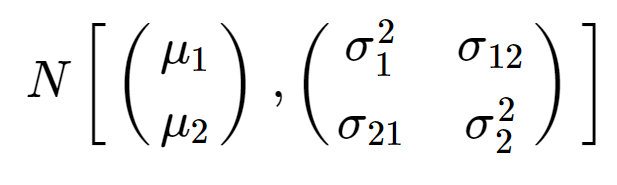 N [ ( μ₁ μ₂ ) , ( σ₁² σ₁₂ σ₂₁ σ₂² ) ]